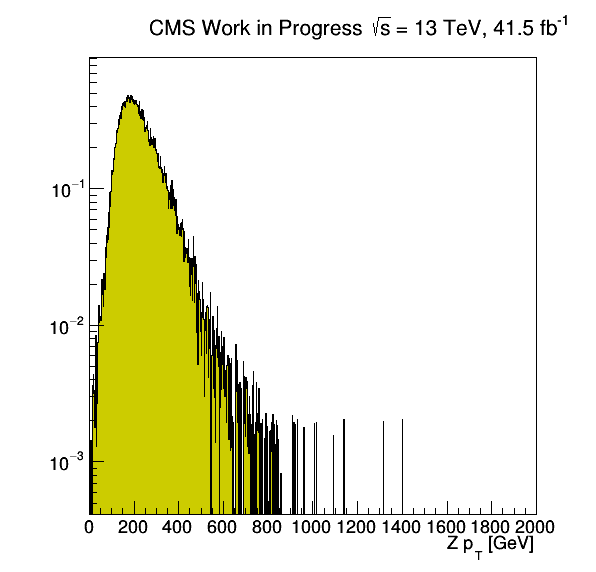 CMS Work in Progress √s = 13 TeV, 41.5 fb⁻¹
10⁻¹
10⁻²
10⁻³
0 200 400 600 800 1000 1200 1400 1600 1800 2000
Z p_T [GeV]